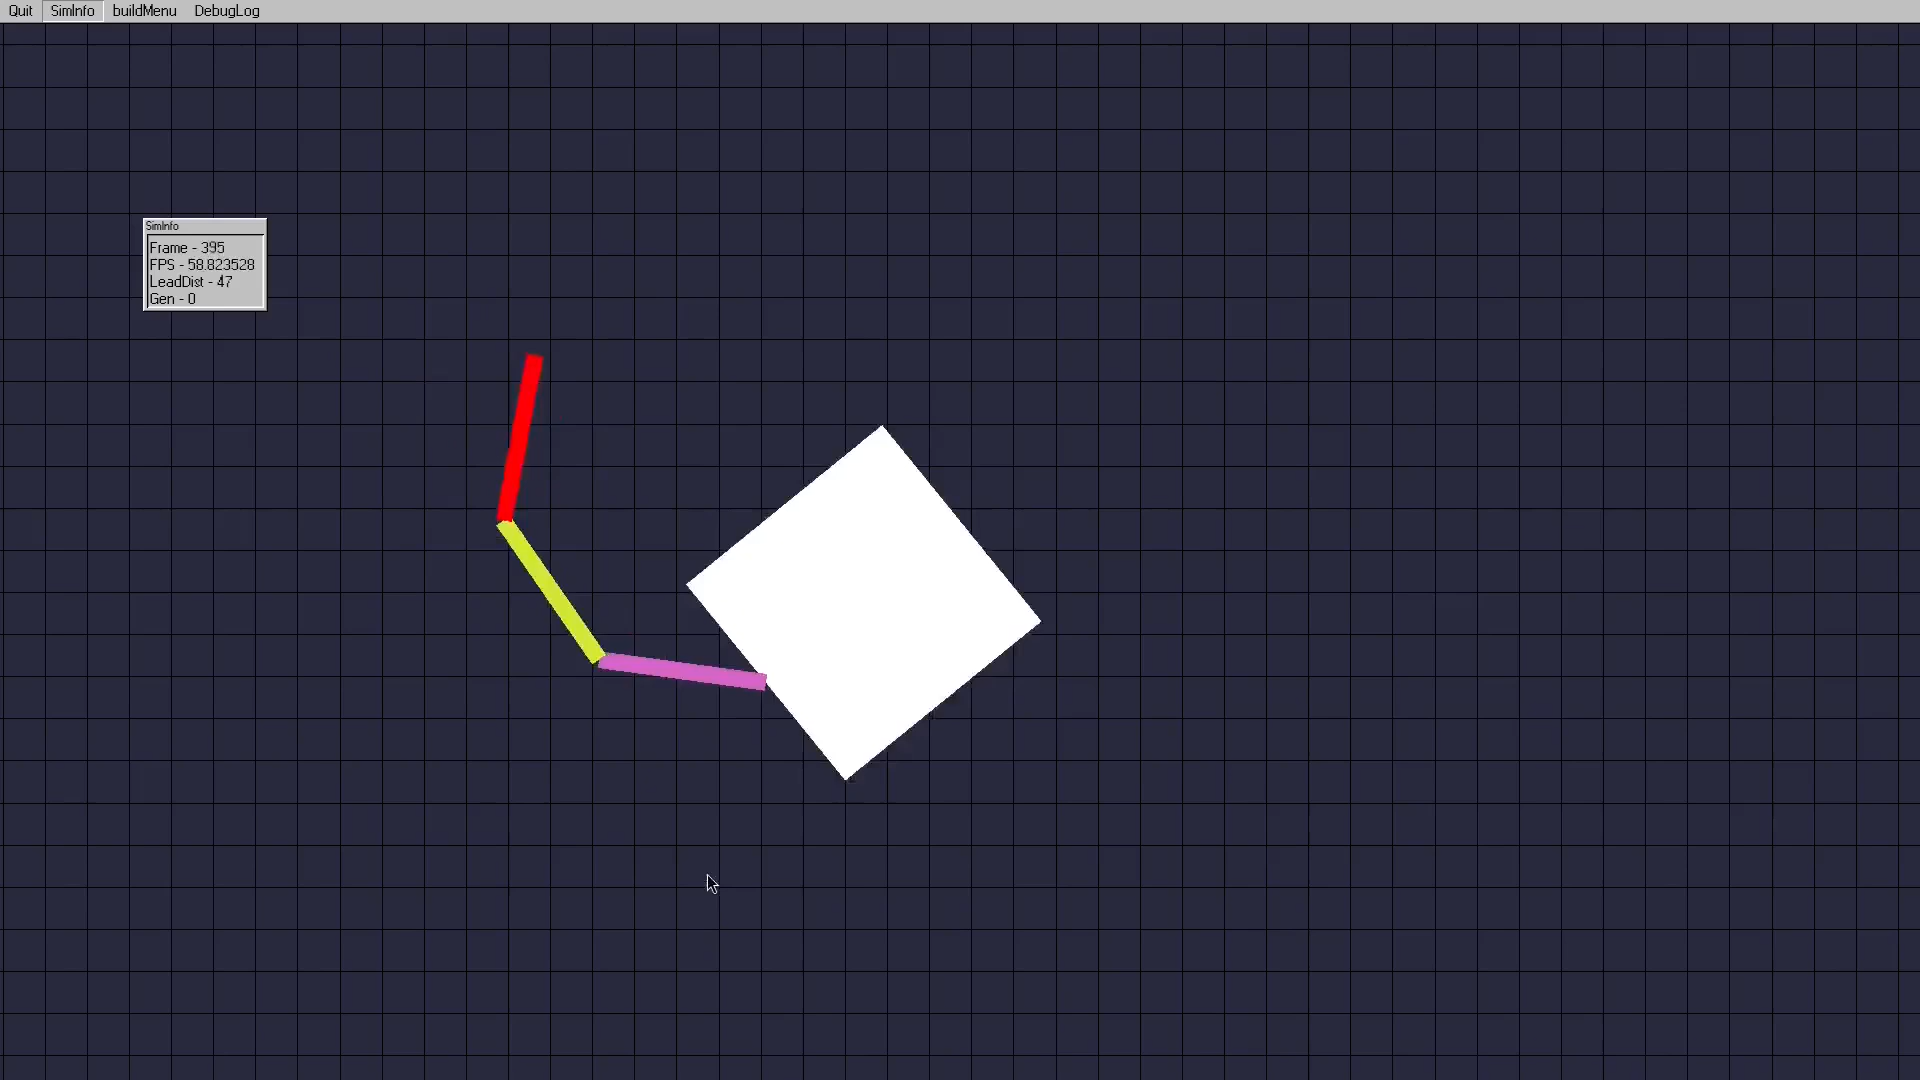 Quit SimInfo buildMenu DebugLog
SimInfo
Frame - 395
FPS - 58.823528
LeadDist - 47
Gen - 0